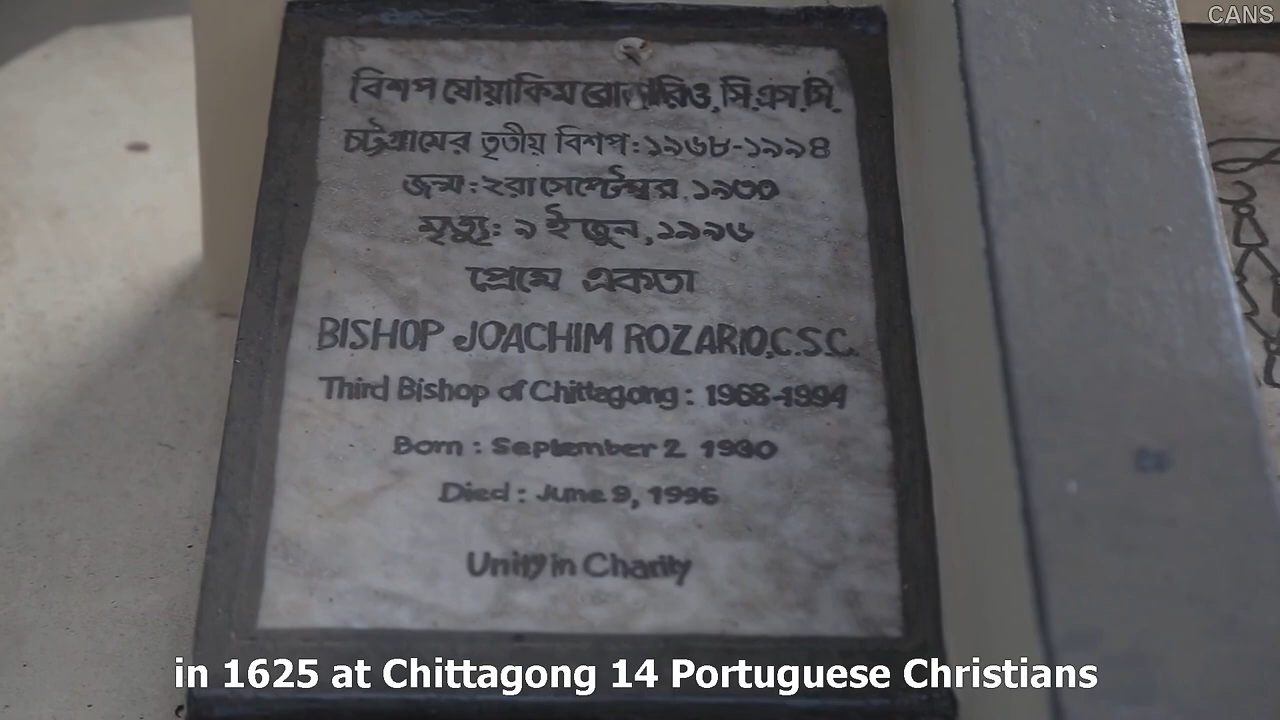 CANS
বিশপ যোয়াকিম রোজারিও, সি.এস.সি.
চট্টগ্রামের তৃতীয় বিশপ: ১৯৬৮-১৯৯৪
জন্ম: ২রা সেপ্টেম্বর, ১৯৩০
মৃত্যু: ৯ই জুন, ১৯৯৬
প্রেমে একতা
BISHOP JOACHIM ROZARIO, C.S.C.
Third Bishop of Chittagong: 1968-1994
Born: September 2 1930
Died: June 9, 1996
Unity in Charity
in 1625 at Chittagong 14 Portuguese Christians